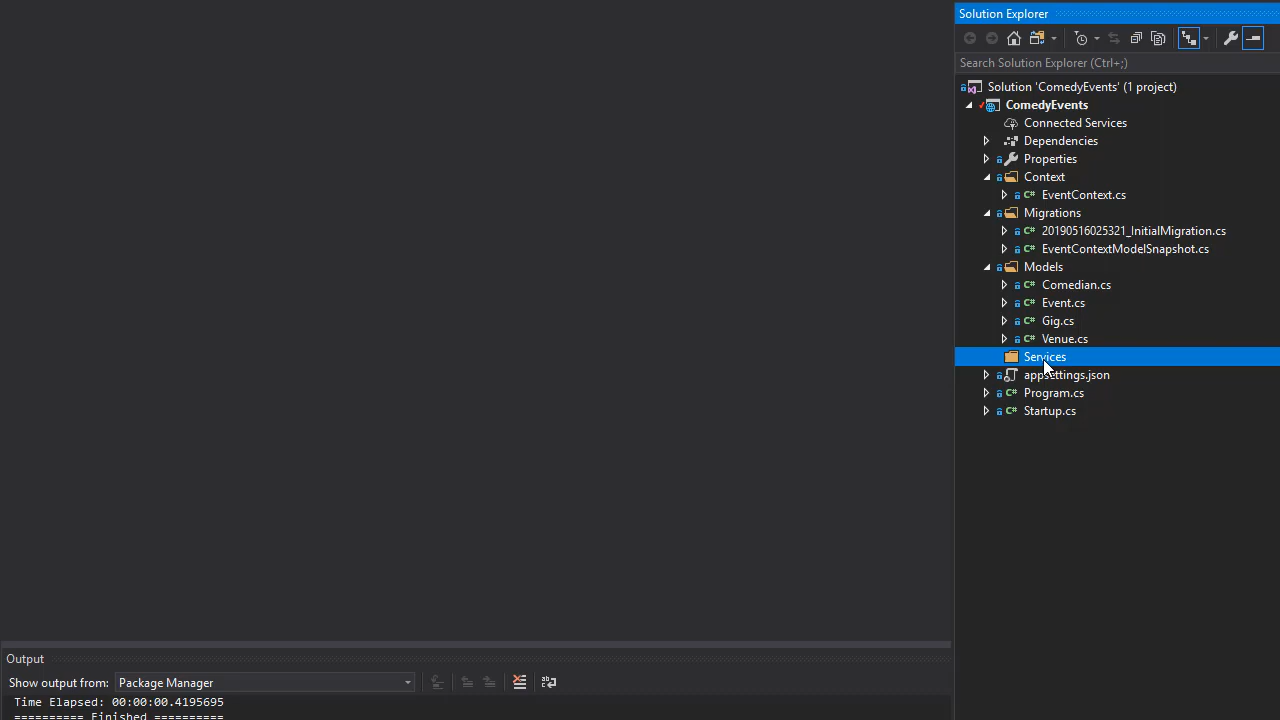 Solution Explorer
Search Solution Explorer (Ctrl+;)
Solution 'ComedyEvents' (1 project)
ComedyEvents
Connected Services
Dependencies
Properties
Context
C# EventContext.cs
Migrations
C# 20190516025321_InitialMigration.cs
C# EventContextModelSnapshot.cs
Models
C# Comedian.cs
C# Event.cs
C# Gig.cs
C# Venue.cs
Services
appsettings.json
C# Program.cs
C# Startup.cs
Output
Show output from: Package Manager
Time Elapsed: 00:00:00.4195695
========== Finished ==========